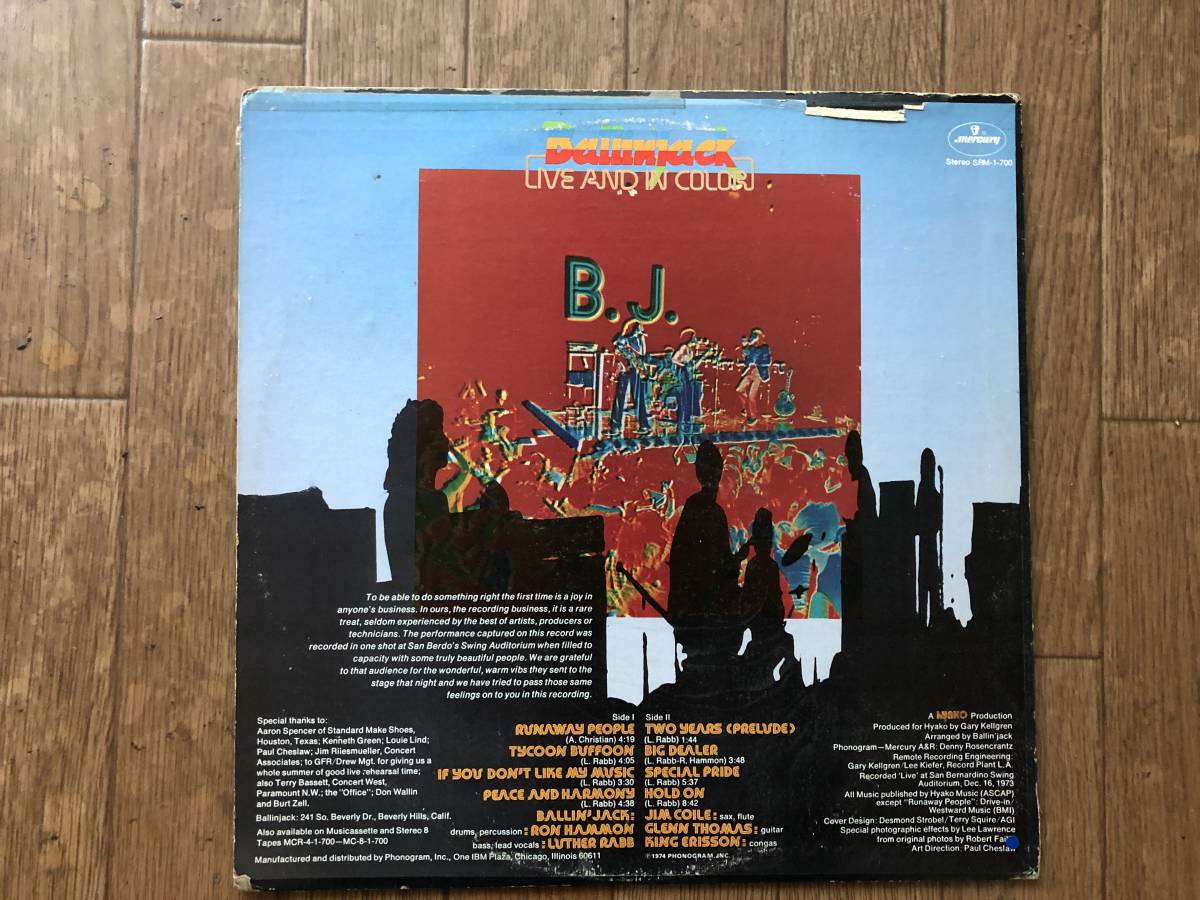 Ballinjack
LIVE AND IN COLOR
mercury
Stereo SRM-1-700
B.J.
To be able to do something right the first time is a joy in
anyone's business. In ours, the recording business, it is a rare
treat, seldom experienced by the best of artists, producers or
technicians. The performance captured on this record was
recorded in one shot at San Berdo's Swing Auditorium when filled to
capacity with some truly beautiful people. We are grateful
to that audience for the wonderful, warm vibs they sent to the
stage that night and we have tried to pass those same
feelings on to you in this recording.
Special thanks to:
Aaron Spencer of Standard Make Shoes,
Houston, Texas; Kenneth Green; Louie Lind;
Paul Cheslaw; Jim Rliesmueller, Concert
Associates; to GFR/Drew Mgt. for giving us a
whole summer of good live rehearsal time;
also Terry Bassett, Concert West,
Paramount N.W.; the "Office"; Don Wallin
and Burt Zell.
Ballinjack: 241 So. Beverly Dr., Beverly Hills, Calif.
Also available on Musicassette and Stereo 8
Tapes MCR-4-1-700—MC-8-1-700
Manufactured and distributed by Phonogram, Inc., One IBM Plaza, Chicago, Illinois 60611
Side I
RUNAWAY PEOPLE
(A. Christian) 4:19
TYCOON BUFFOON
(L. Rabb) 4:05
IF YOU DON'T LIKE MY MUSIC
(L. Rabb) 3:30
PEACE AND HARMONY
(L. Rabb) 4:38
Side II
TWO YEARS (PRELUDE)
(L. Rabb) 1:44
BIG DEALER
(L. Rabb-R. Hammon) 3:48
SPECIAL PRIDE
(L. Rabb) 5:37
HOLD ON
(L. Rabb) 8:42
BALLIN'JACK:
drums, percussion: RON HAMMON
bass, lead vocals: LUTHER RABB
JIM COILE: sax, flute
GLENN THOMAS: guitar
KING ERISSON: congas
©1974 PHONOGRAM, INC.
A HYAKO Production
Produced for Hyako by Gary Kellgren
Arranged by Ballin'jack
Phonogram—Mercury A&R: Denny Rosencrantz
Remote Recording Engineering:
Gary Kellgren/Lee Kiefer, Record Plant L.A.
Recorded 'Live' at San Bernardino Swing
Auditorium, Dec. 16, 1973
All Music published by Hyako Music (ASCAP)
except "Runaway People": Drive-in/
Westward Music (BMI)
Cover Design: Desmond Strobel/Terry Squire/AGI
Special photographic effects by Lee Lawrence
from original photos by Robert
Art Direction: Paul Cheslaw